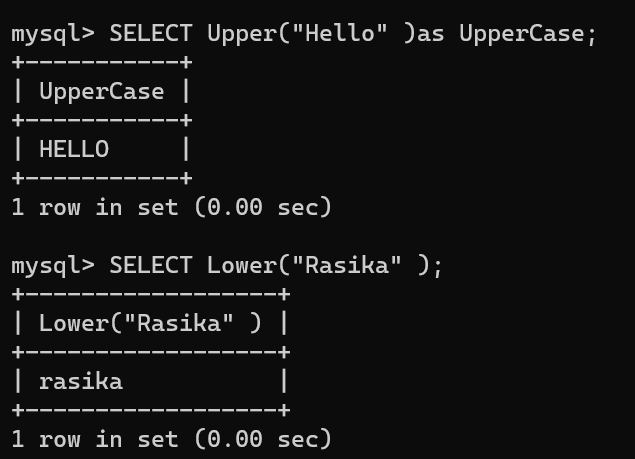 mysql> SELECT Upper("Hello" )as UpperCase;
+-----------+
| UpperCase |
+-----------+
| HELLO     |
+-----------+
1 row in set (0.00 sec)

mysql> SELECT Lower("Rasika" );
+------------------+
| Lower("Rasika" ) |
+------------------+
| rasika           |
+------------------+
1 row in set (0.00 sec)